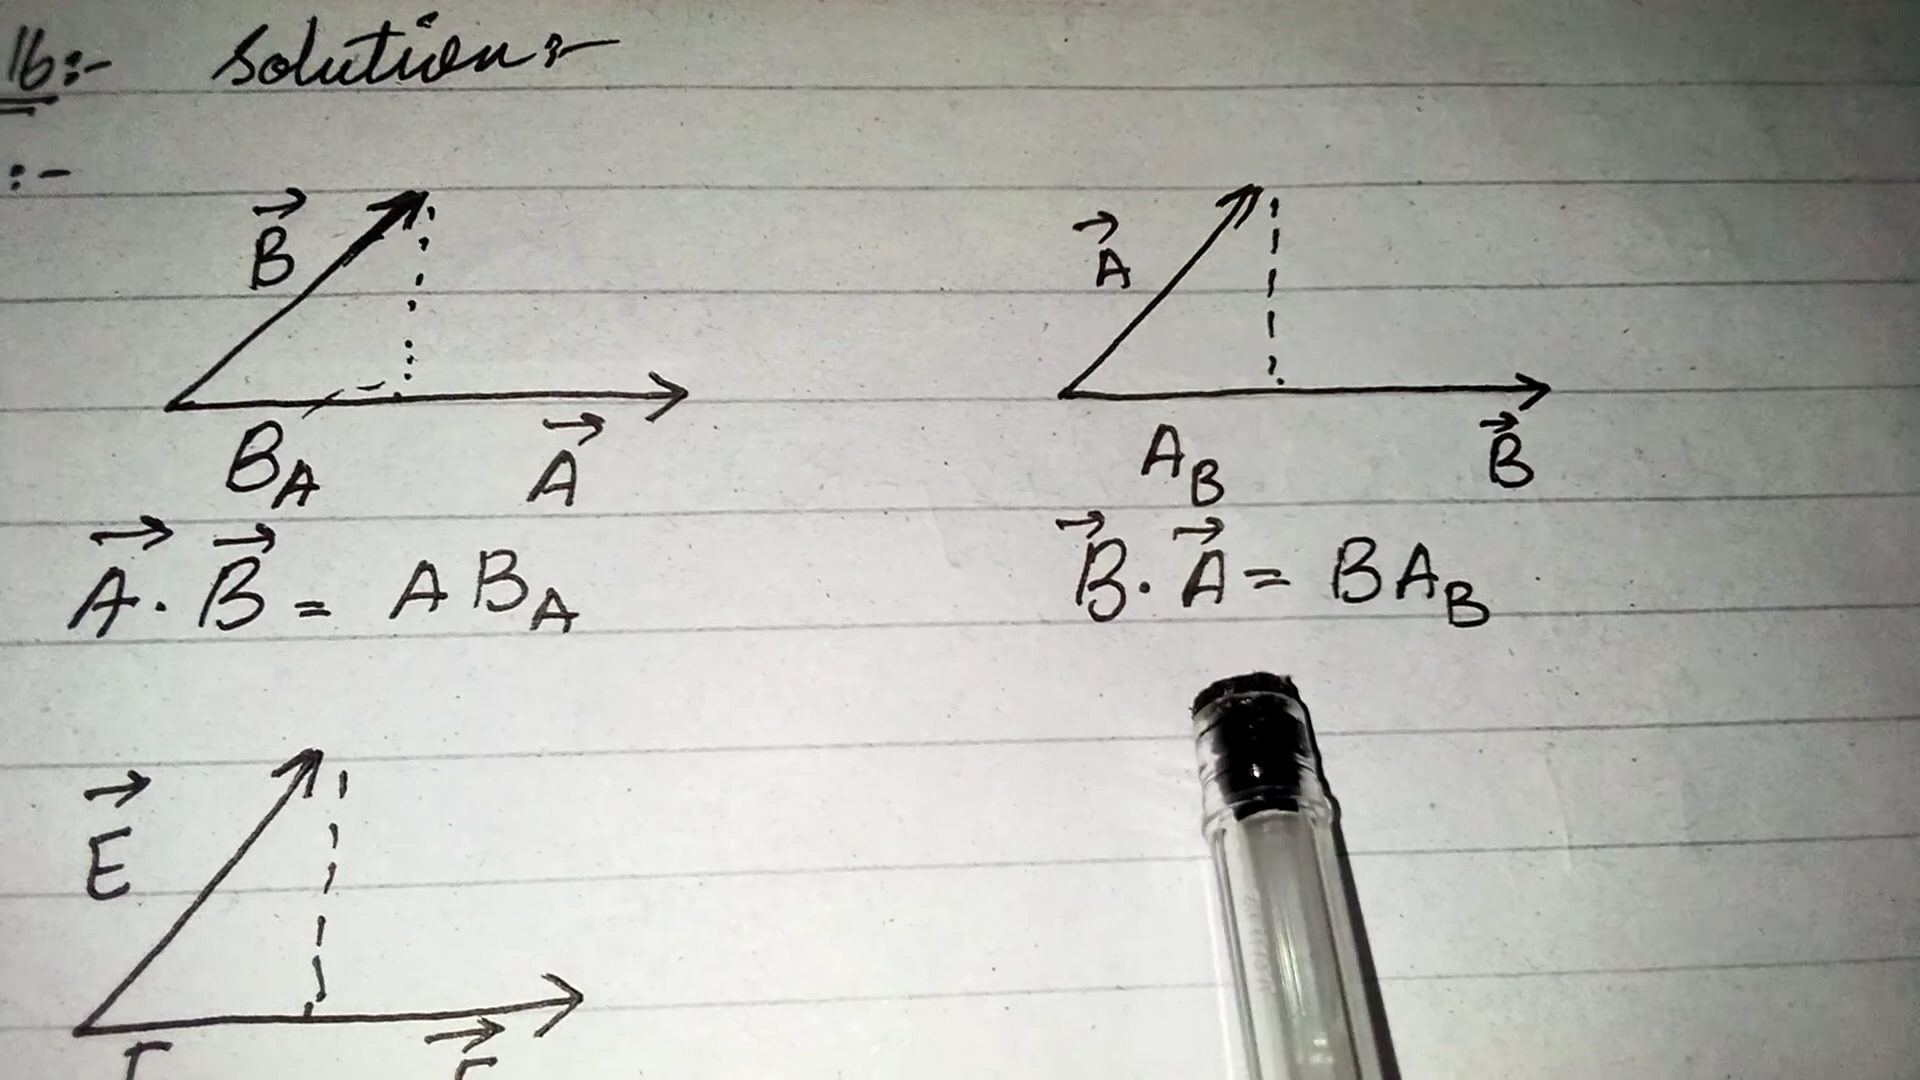 16:- Solution:-
:-
B⃗ A⃗
B_A A⃗ A_B B⃗
A⃗ . B⃗ = A B_A B⃗ . A⃗ = B A_B
E⃗